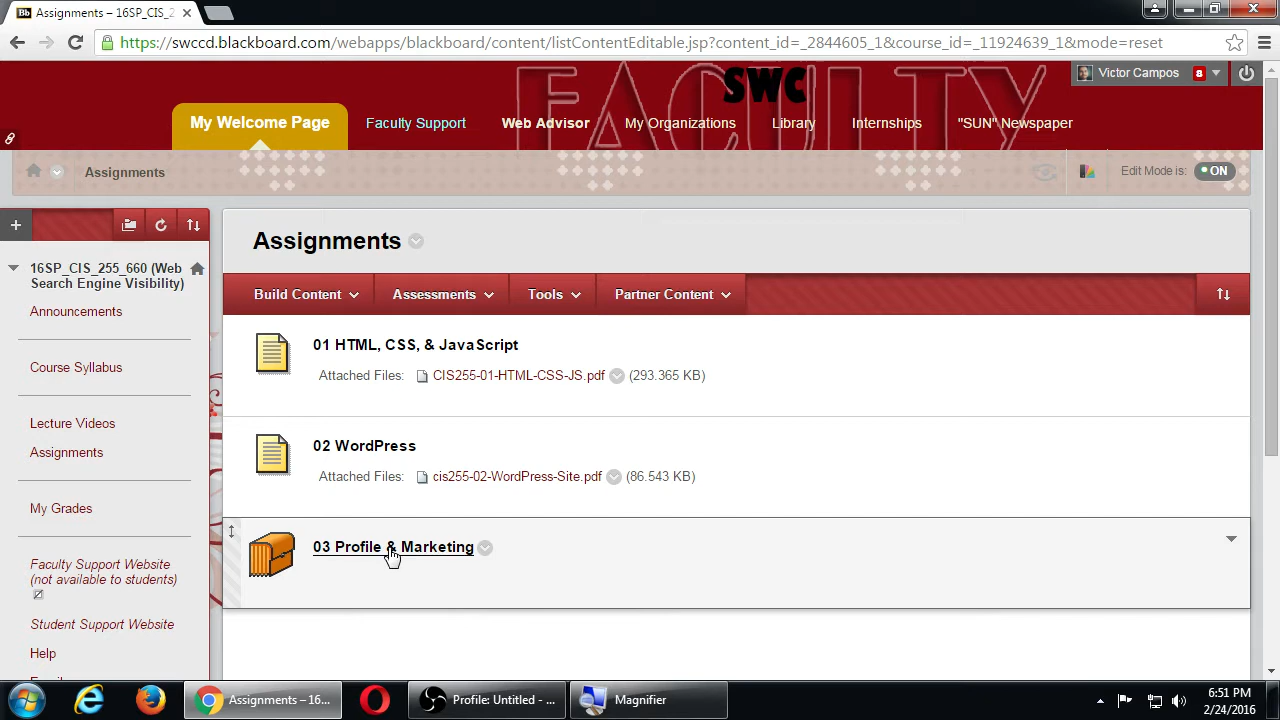 Bb Assignments – 16SP_CIS_2
https://swccd.blackboard.com/webapps/blackboard/content/listContentEditable.jsp?content_id=_2844605_1&course_id=_11924639_1&mode=reset
FACULTY
SWC
Victor Campos 8
My Welcome Page Faculty Support Web Advisor My Organizations Library Internships "SUN" Newspaper
Assignments
Edit Mode is: ON
16SP_CIS_255_660 (Web
Search Engine Visibility)
Announcements
Course Syllabus
Lecture Videos
Assignments
My Grades
Faculty Support Website
(not available to students)
Student Support Website
Help
Assignments
Build Content Assessments Tools Partner Content
01 HTML, CSS, & JavaScript
Attached Files: CIS255-01-HTML-CSS-JS.pdf (293.365 KB)
02 WordPress
Attached Files: cis255-02-WordPress-Site.pdf (86.543 KB)
03 Profile & Marketing
Assignments – 16... Profile: Untitled - ... Magnifier
6:51 PM
2/24/2016